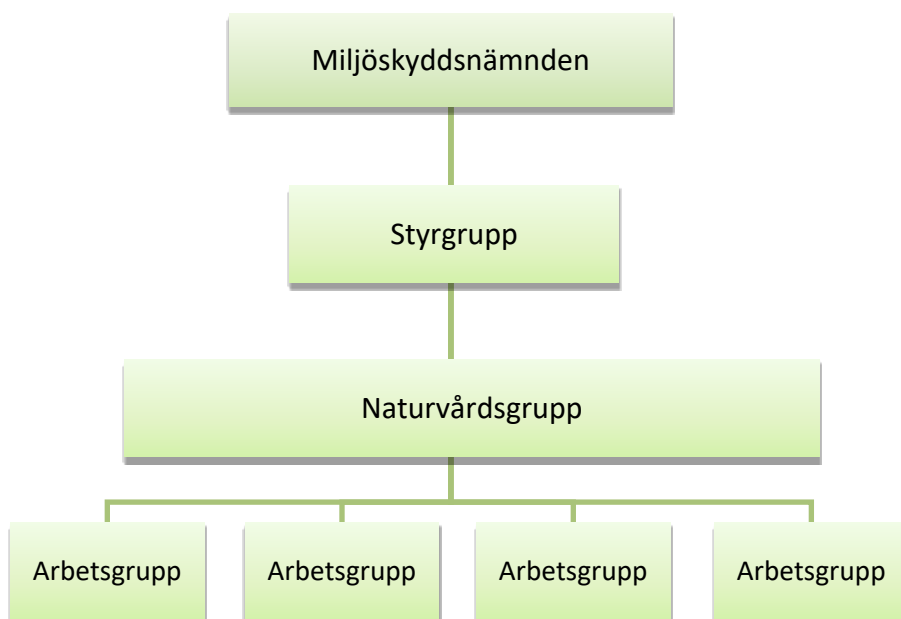 Miljöskyddsnämnden
Styrgrupp
Naturvårdsgrupp
Arbetsgrupp Arbetsgrupp Arbetsgrupp Arbetsgrupp